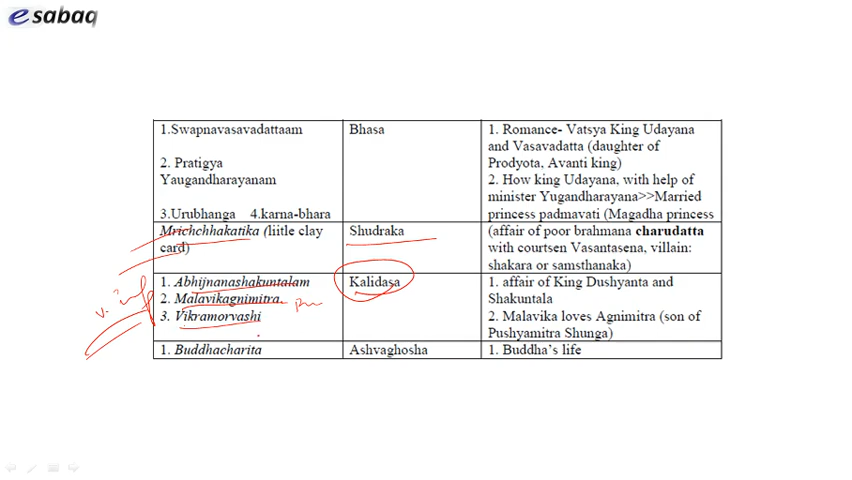 esabaq
1.Swapnavasavadattaam
2. Pratigya
Yaugandharayanam
3.Urubhanga 4.karna-bhara
Bhasa
1. Romance- Vatsya King Udayana
and Vasavadatta (daughter of
Prodyota, Avanti king)
2. How king Udayana, with help of
minister Yugandharayana>>Married
princess padmavati (Magadha princess
Mrichchhakatika (liitle clay
card)
Shudraka
(affair of poor brahmana charudatta
with courtsen Vasantasena, villain:
shakara or samsthanaka)
1. Abhijnanashakuntalam
2. Malavikagnimitra.
3. Vikramorvashi
Kalidasa
1. affair of King Dushyanta and
Shakuntala
2. Malavika loves Agnimitra (son of
Pushyamitra Shunga)
1. Buddhacharita
Ashvaghosha
1. Buddha's life